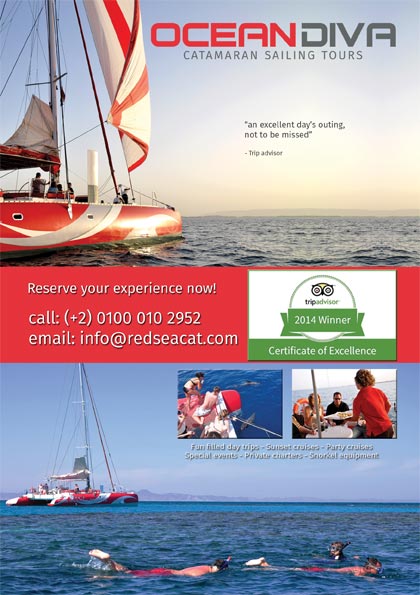 OCEANDIVA
CATAMARAN SAILING TOURS
"an excellent day's outing,
not to be missed"
- Trip advisor
Reserve your experience now!
call: (+2) 0100 010 2952
email: info@redseacat.com
tripadvisor
2014 Winner
Certificate of Excellence
Fun filled day trips - Sunset cruises - Party cruises
Special events - Private charters - Snorkel equipment